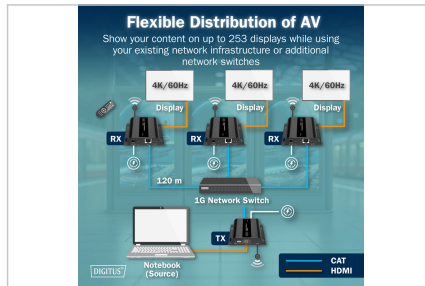 Flexible Distribution of AV
Show your content on up to 253 displays while using
your existing network infrastructure or additional
network switches
4K/60Hz
4K/60Hz
4K/60Hz
Display
Display
Display
RX
RX
RX
120 m
1G Network Switch
TX
Notebook
(Source)
DIGITUS®
CAT
HDMI